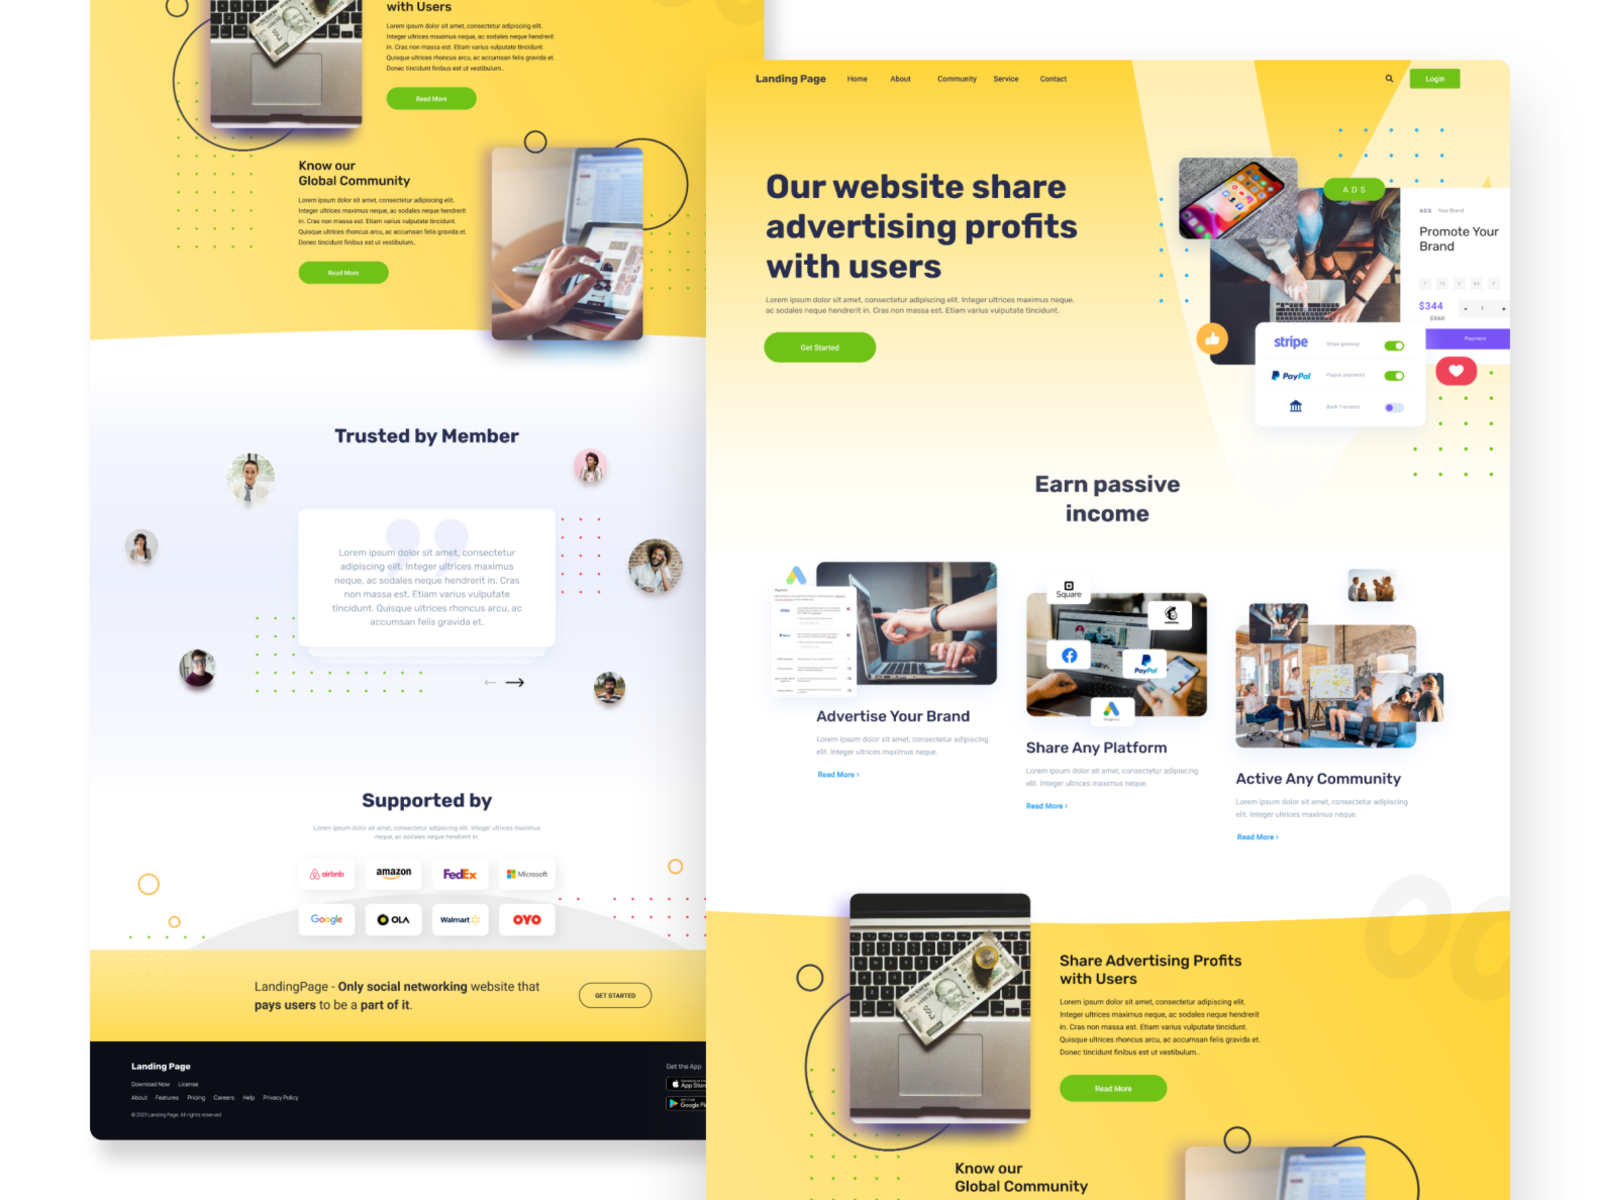 with Users
Lorem ipsum dolor sit amet, consectetur adipiscing elit.
Integer ultrices maximus neque, ac sodales neque hendrerit
in. Cras non massa est. Etiam varius vulputate tincidunt.
Quisque ultrices rhoncus arcu, ac accumsan felis gravida et.
Donec tincidunt finibus est ut vestibulum..
Read More
Know our
Global Community
Lorem ipsum dolor sit amet, consectetur adipiscing elit.
Integer ultrices maximus neque, ac sodales neque hendrerit
in. Cras non massa est. Etiam varius vulputate tincidunt.
Quisque ultrices rhoncus arcu, ac accumsan felis gravida et.
Donec tincidunt finibus est ut vestibulum..
Read More
Trusted by Member
Lorem ipsum dolor sit amet, consectetur
adipiscing elit. Integer ultrices maximus
neque, ac sodales neque hendrerit in. Cras
non massa est. Etiam varius vulputate
tincidunt. Quisque ultrices rhoncus arcu, ac
accumsan felis gravida et.
Supported by
Lorem ipsum dolor sit amet, consectetur adipiscing elit. Integer ultrices maximus
neque, ac sodales neque hendrerit in.
airbnb
amazon
FedEx
Microsoft
Google
OLA
Walmart
OYO
LandingPage - Only social networking website that
pays users to be a part of it.
GET STARTED
Landing Page
Download Now License
About Features Pricing Careers Help Privacy Policy
© 2021 Landing Page. All rights reserved
Get the App
App Stor
Google Pl
Landing Page Home About Community Service Contact
Login
Our website share
advertising profits
with users
Lorem ipsum dolor sit amet, consectetur adipiscing elit. Integer ultrices maximus neque,
ac sodales neque hendrerit in. Cras non massa est. Etiam varius vulputate tincidunt.
Get Started
ADS
ADS Your Brand
Promote Your
Brand
$344
$360
1
Payment
stripe Stripe gateway
PayPal Paypal payments
Bank Transfers
Earn passive
income
Payment
stripe
PayPal
Advertise Your Brand
Lorem ipsum dolor sit amet, consectetur adipiscing
elit. Integer ultrices maximus neque.
Read More ›
Square
mailchimp
PayPal
Google Ads
Share Any Platform
Lorem ipsum dolor sit amet, consectetur adipiscing
elit. Integer ultrices maximus neque.
Read More ›
Active Any Community
Lorem ipsum dolor sit amet, consectetur adipiscing
elit. Integer ultrices maximus neque.
Read More ›
Share Advertising Profits
with Users
Lorem ipsum dolor sit amet, consectetur adipiscing elit.
Integer ultrices maximus neque, ac sodales neque hendrerit
in. Cras non massa est. Etiam varius vulputate tincidunt.
Quisque ultrices rhoncus arcu, ac accumsan felis gravida et.
Donec tincidunt finibus est ut vestibulum..
Read More
Know our
Global Community